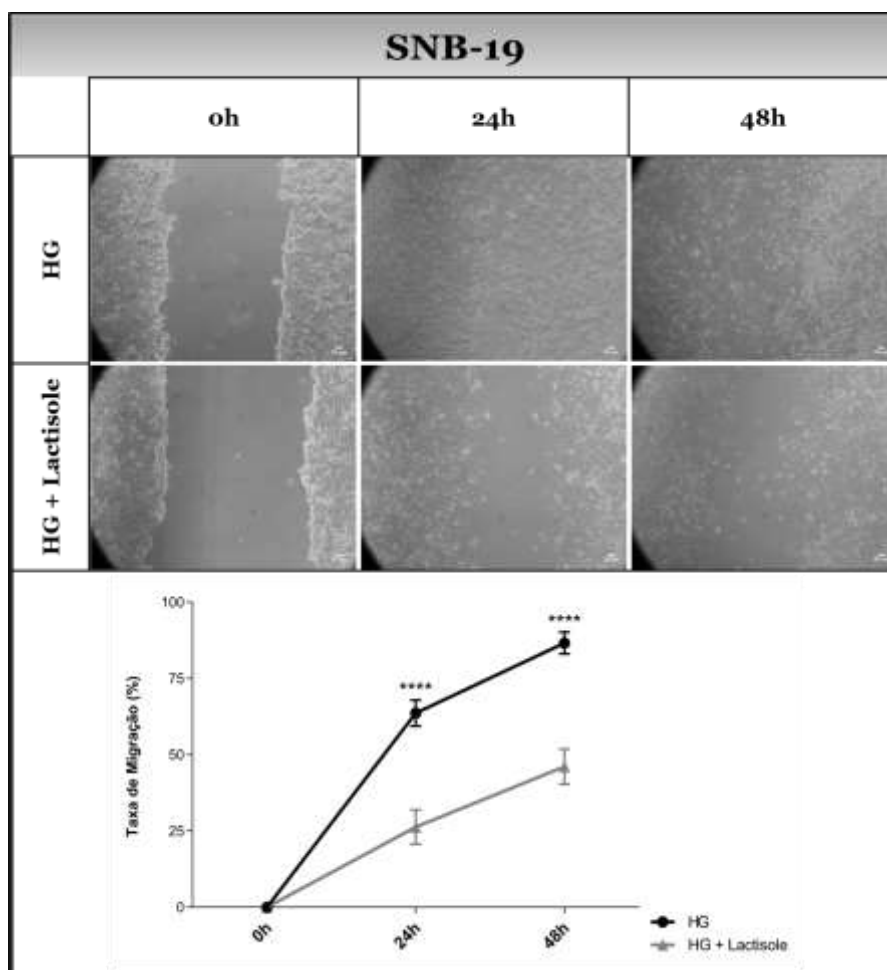 SNB-19
0h 24h 48h
HG
HG + Lactisole
100
75
50
25
0
Taxa de Migração (%)
****
****
0h 24h 48h
HG
HG + Lactisole